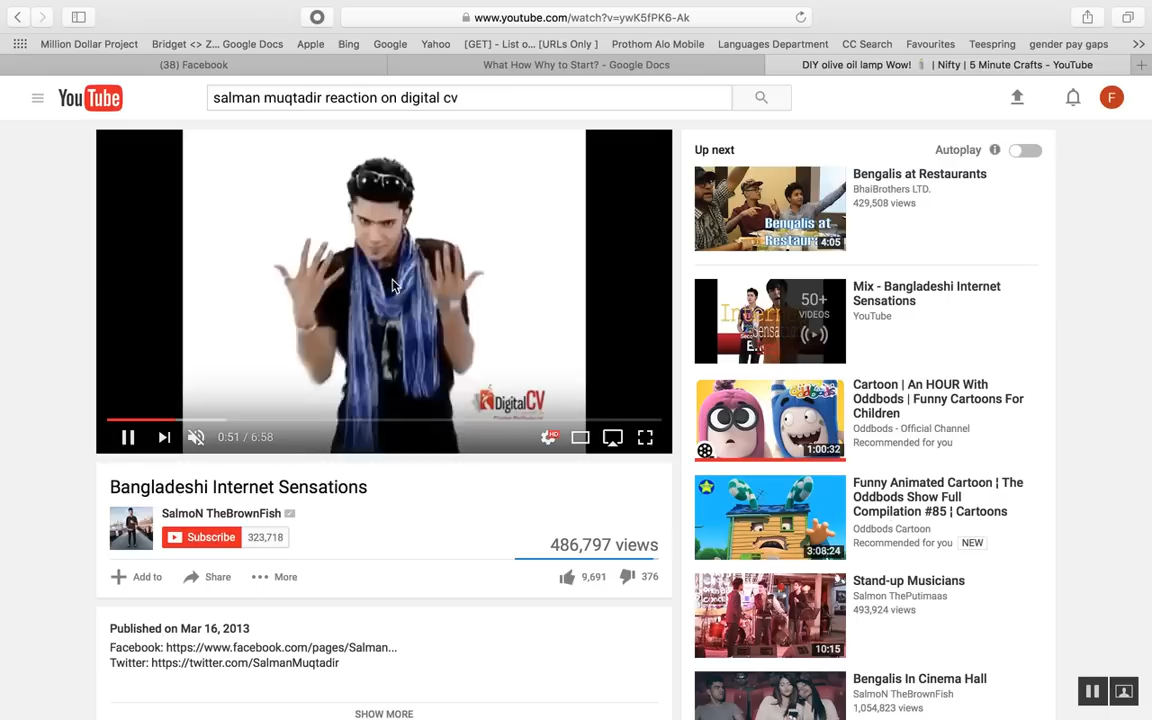 www.youtube.com/watch?v=ywK5fPK6-Ak
Million Dollar Project
Bridget <> Z... Google Docs
Apple
Bing
Google
Yahoo
[GET] - List o... [URLs Only ]
Prothom Alo Mobile
Languages Department
CC Search
Favourites
Teespring
gender pay gaps
(38) Facebook
What How Why to Start? - Google Docs
DIY olive oil lamp Wow! | Nifty | 5 Minute Crafts - YouTube
YouTube
salman muqtadir reaction on digital cv
F
DigitalCV
0:51 / 6:58
HD
Bangladeshi Internet Sensations
SalmoN TheBrownFish
Subscribe 323,718
486,797 views
Add to
Share
More
9,691
376
Published on Mar 16, 2013
Facebook: https://www.facebook.com/pages/Salman...
Twitter: https://twitter.com/SalmanMuqtadir
SHOW MORE
Up next
Autoplay
Bengalis at
4:05
Bengalis at Restaurants
BhaiBrothers LTD.
429,508 views
50+
VIDEOS
Mix - Bangladeshi Internet
Sensations
YouTube
1:00:32
Cartoon | An HOUR With
Oddbods | Funny Cartoons For
Children
Oddbods - Official Channel
Recommended for you
3:08:24
Funny Animated Cartoon ¦ The
Oddbods Show Full
Compilation #85 ¦ Cartoons
Oddbods Cartoon
Recommended for you NEW
10:15
Stand-up Musicians
Salmon ThePutimaas
493,924 views
Bengalis In Cinema Hall
SalmoN TheBrownFish
1,054,823 views